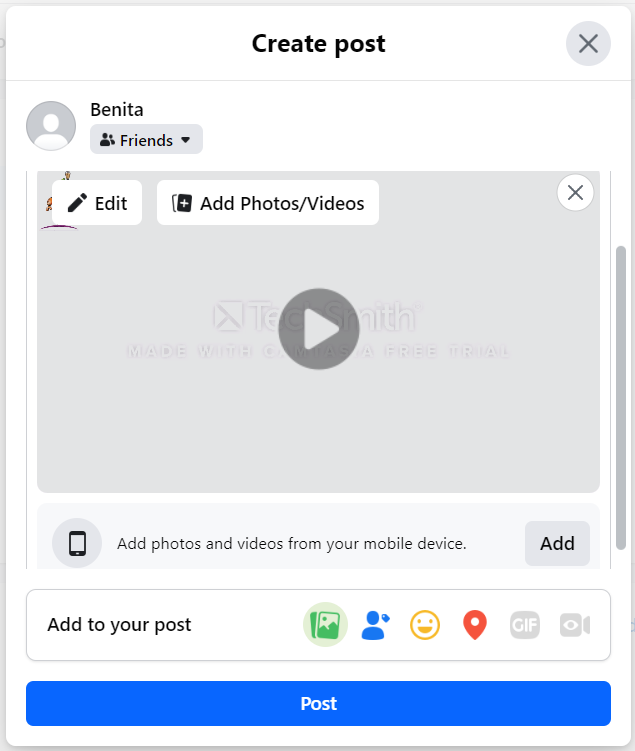 Create post
Benita
Friends
Edit
Add Photos/Videos
TechSmith
MADE WITH CAMTASIA FREE TRIAL
Add photos and videos from your mobile device.
Add
Add to your post
GIF
Post